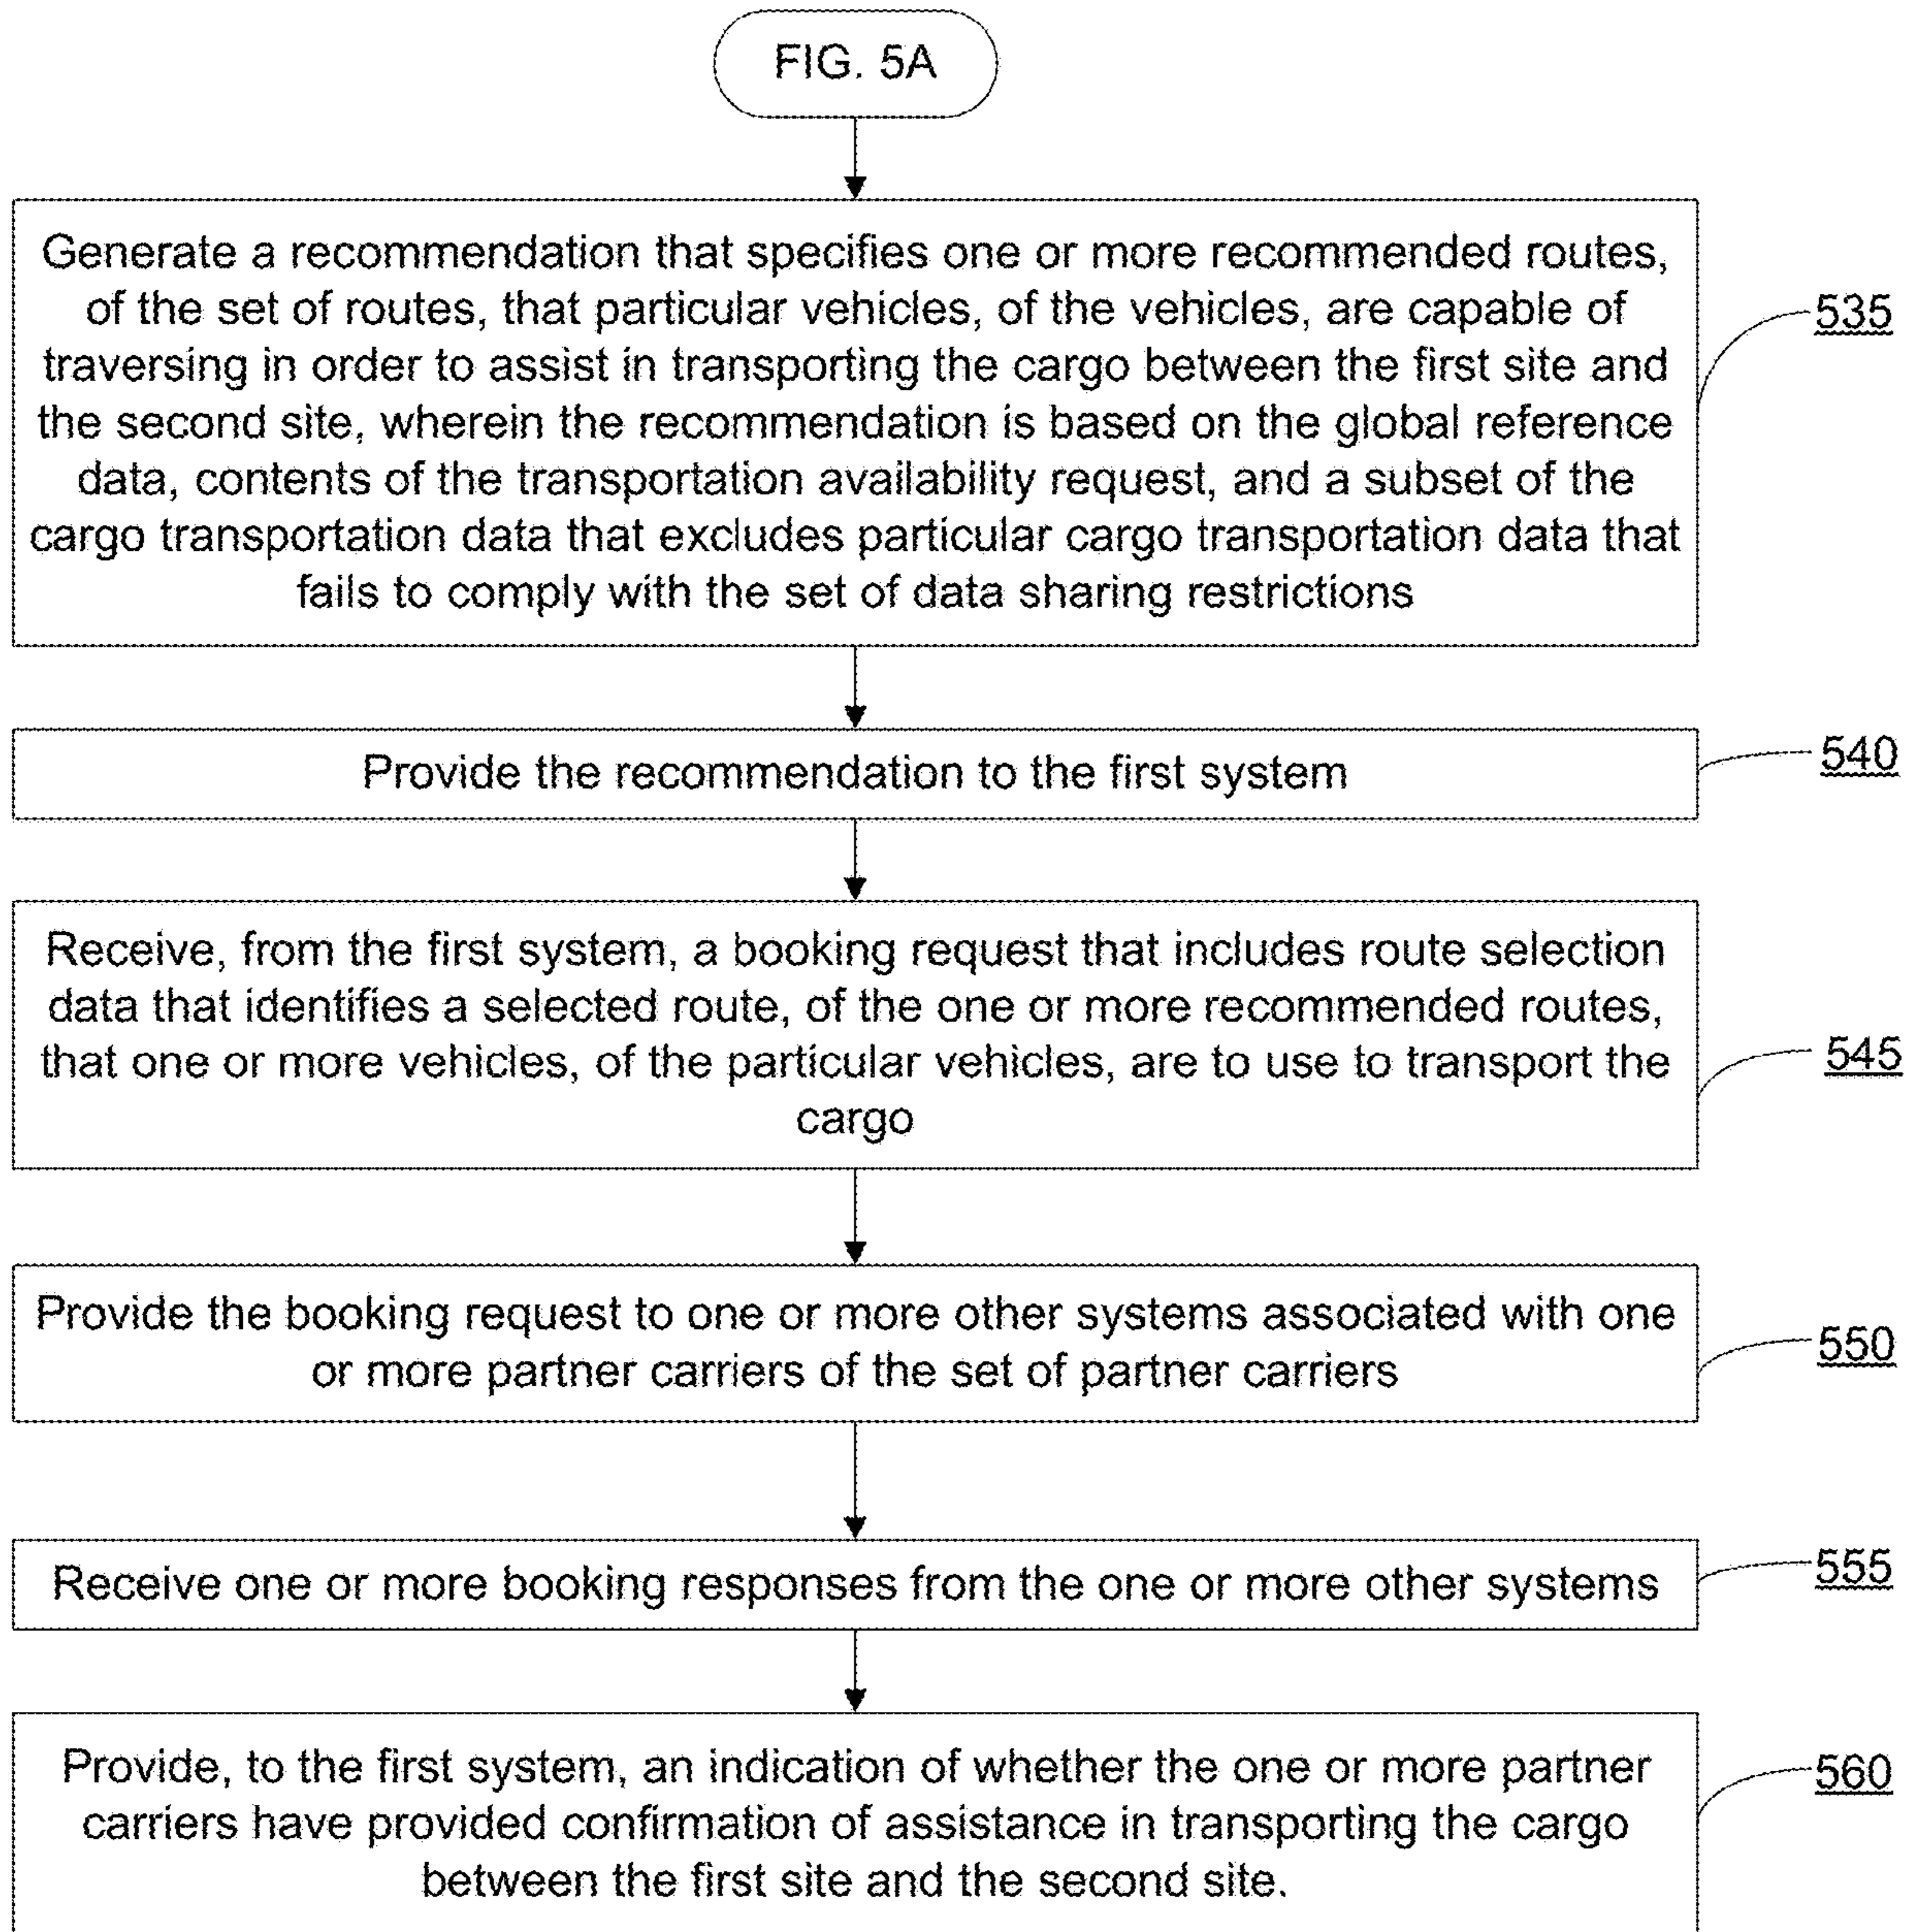 FIG. 5A
Generate a recommendation that specifies one or more recommended routes,
of the set of routes, that particular vehicles, of the vehicles, are capable of
traversing in order to assist in transporting the cargo between the first site and
the second site, wherein the recommendation is based on the global reference
data, contents of the transportation availability request, and a subset of the
cargo transportation data that excludes particular cargo transportation data that
fails to comply with the set of data sharing restrictions
535
Provide the recommendation to the first system
540
Receive, from the first system, a booking request that includes route selection
data that identifies a selected route, of the one or more recommended routes,
that one or more vehicles, of the particular vehicles, are to use to transport the
cargo
545
Provide the booking request to one or more other systems associated with one
or more partner carriers of the set of partner carriers
550
Receive one or more booking responses from the one or more other systems
555
Provide, to the first system, an indication of whether the one or more partner
carriers have provided confirmation of assistance in transporting the cargo
between the first site and the second site.
560